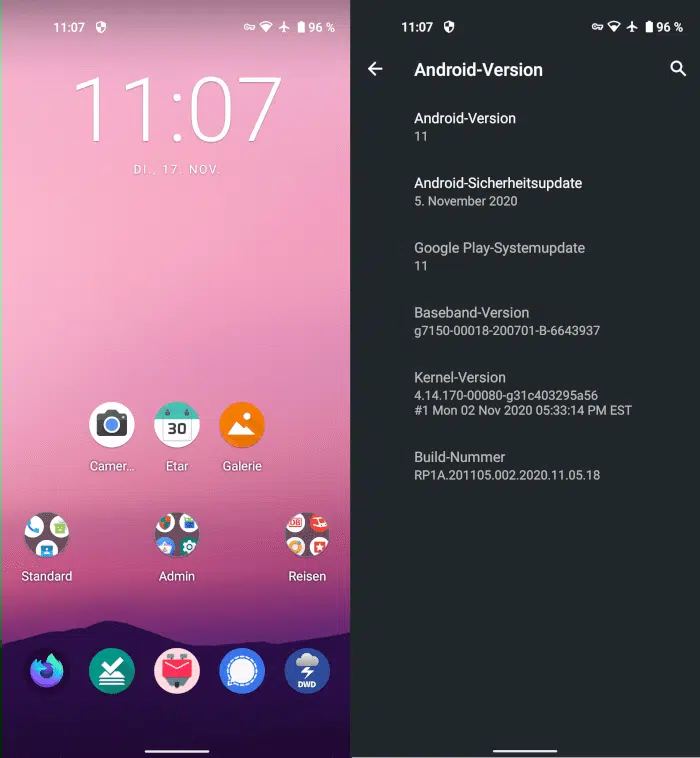 11:07
96 %
11:07
DI., 17. NOV.
30
Camer…
Etar
Galerie
DB
Standard
Admin
Reisen
DWD
11:07
96 %
Android-Version
Android-Version
11
Android-Sicherheitsupdate
5. November 2020
Google Play-Systemupdate
11
Baseband-Version
g7150-00018-200701-B-6643937
Kernel-Version
4.14.170-00080-g31c403295a56
#1 Mon 02 Nov 2020 05:33:14 PM EST
Build-Nummer
RP1A.201105.002.2020.11.05.18